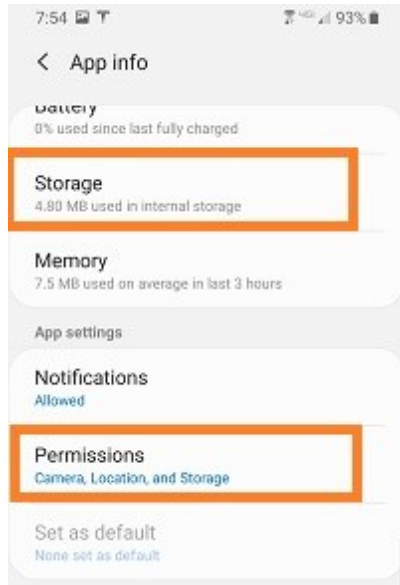 7:54 93%
App info
Battery
0% used since last fully charged
Storage
4.80 MB used in internal storage
Memory
7.5 MB used on average in last 3 hours
App settings
Notifications
Allowed
Permissions
Camera, Location, and Storage
Set as default
None set as default